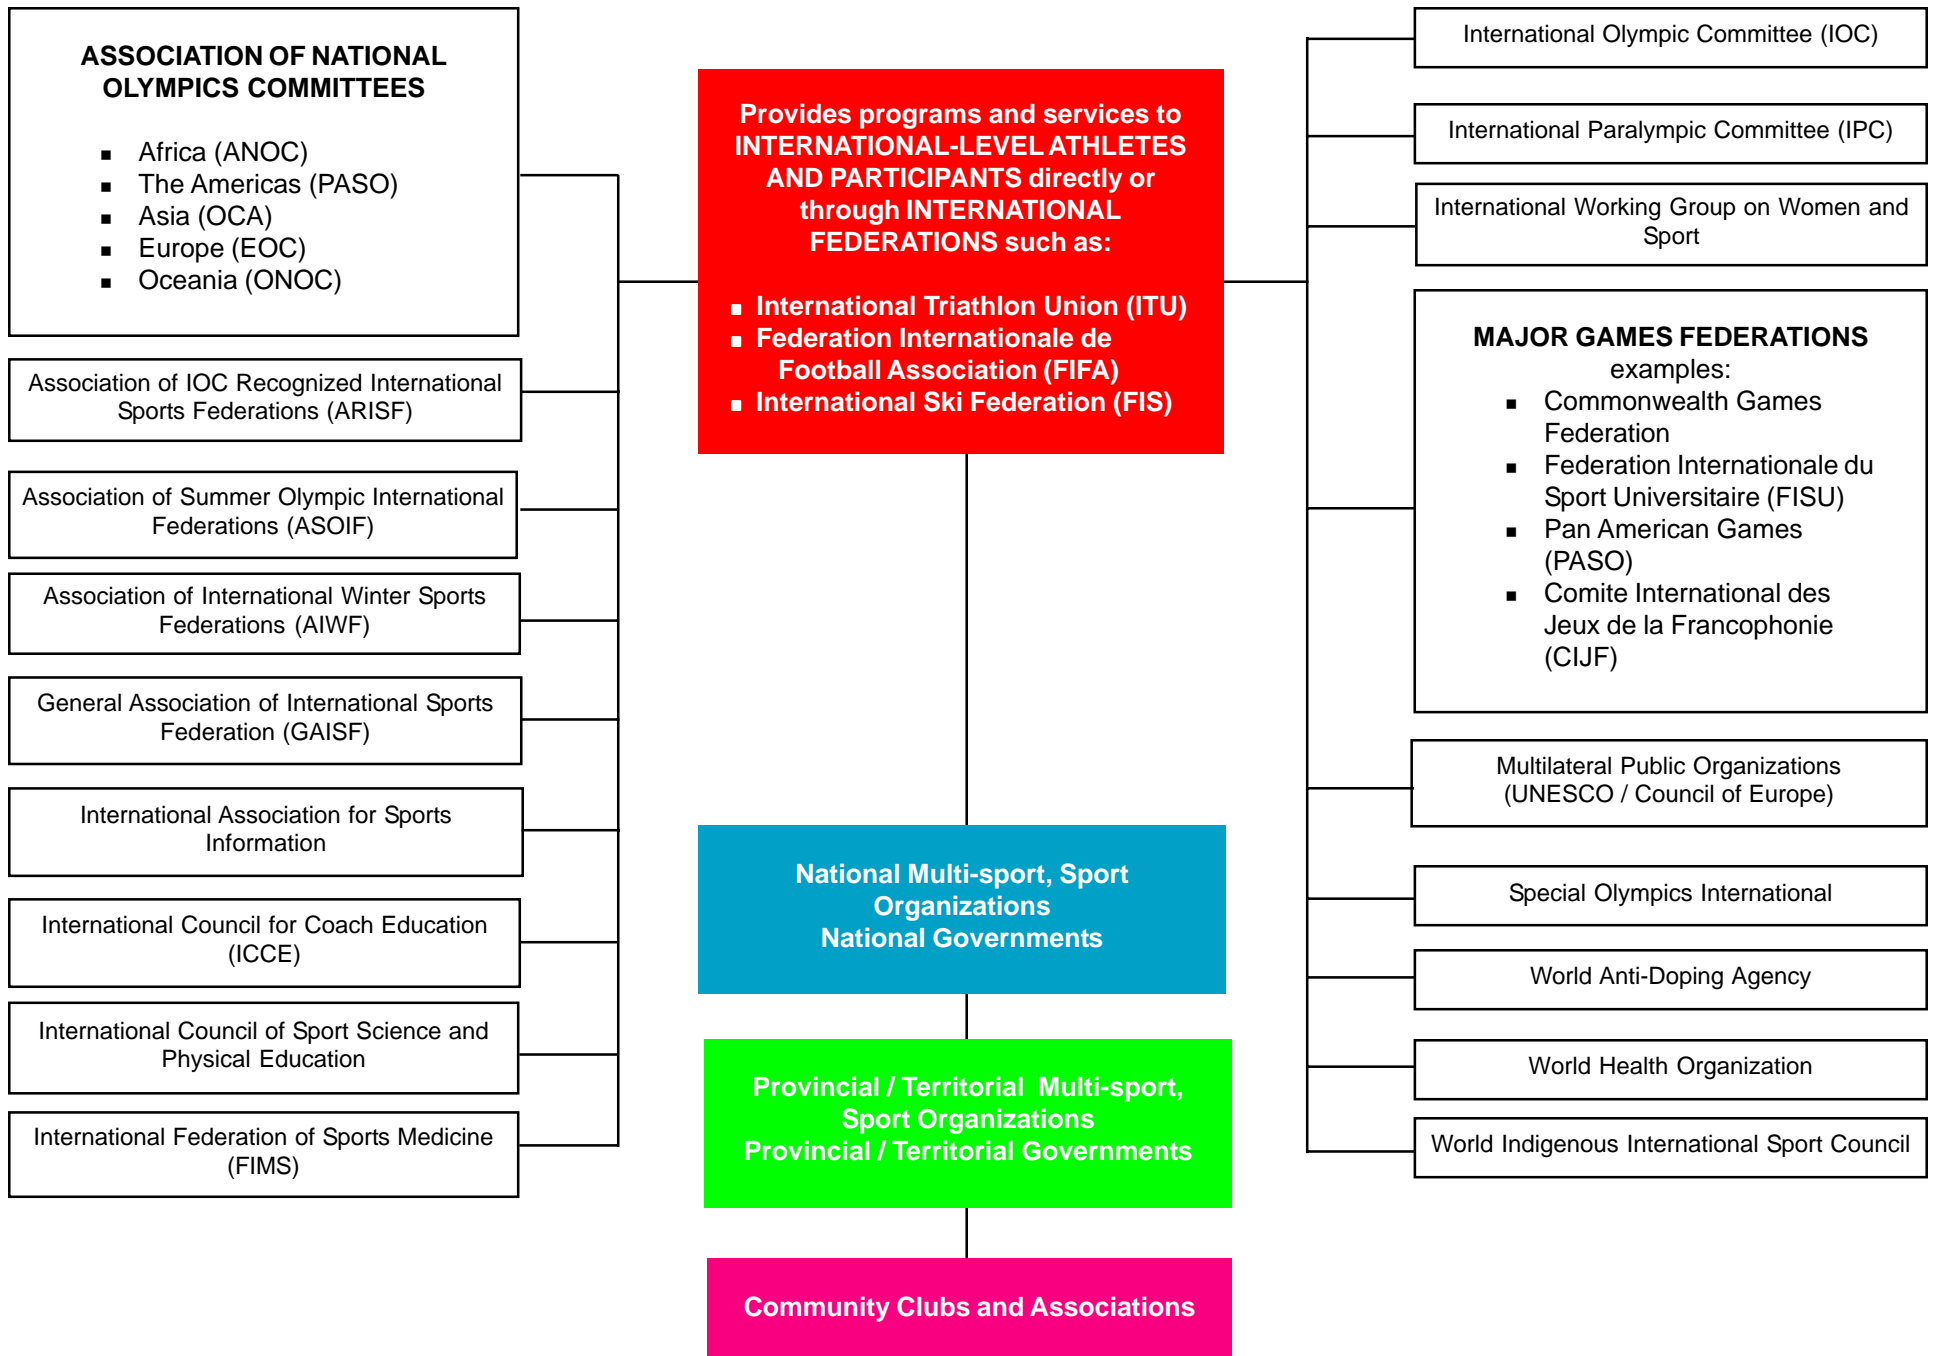 ASSOCIATION OF NATIONAL
OLYMPICS COMMITTEES
▪ Africa (ANOC)
▪ The Americas (PASO)
▪ Asia (OCA)
▪ Europe (EOC)
▪ Oceania (ONOC)
Association of IOC Recognized International
Sports Federations (ARISF)
Association of Summer Olympic International
Federations (ASOIF)
Association of International Winter Sports
Federations (AIWF)
General Association of International Sports
Federation (GAISF)
International Association for Sports
Information
International Council for Coach Education
(ICCE)
International Council of Sport Science and
Physical Education
International Federation of Sports Medicine
(FIMS)
Provides programs and services to
INTERNATIONAL-LEVEL ATHLETES
AND PARTICIPANTS directly or
through INTERNATIONAL
FEDERATIONS such as:
▪ International Triathlon Union (ITU)
▪ Federation Internationale de
Football Association (FIFA)
▪ International Ski Federation (FIS)
National Multi-sport, Sport
Organizations
National Governments
Provincial / Territorial Multi-sport,
Sport Organizations
Provincial / Territorial Governments
Community Clubs and Associations
International Olympic Committee (IOC)
International Paralympic Committee (IPC)
International Working Group on Women and
Sport
MAJOR GAMES FEDERATIONS
examples:
▪ Commonwealth Games
Federation
▪ Federation Internationale du
Sport Universitaire (FISU)
▪ Pan American Games
(PASO)
▪ Comite International des
Jeux de la Francophonie
(CIJF)
Multilateral Public Organizations
(UNESCO / Council of Europe)
Special Olympics International
World Anti-Doping Agency
World Health Organization
World Indigenous International Sport Council